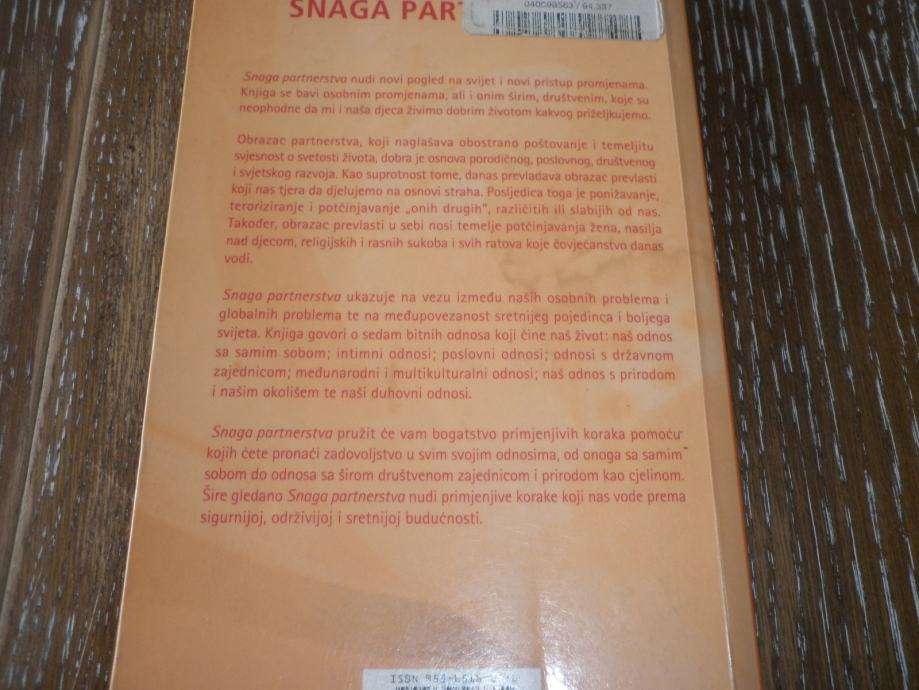 SNAGA PART
040C98563 / 94.337
Snaga partnerstva nudi novi pogled na svijet i novi pristup promjenama.
Knjiga se bavi osobnim promjenama, ali i onim širim, društvenim, koje su
neophodne da mi i naša djeca živimo dobrim životom kakvog priželjkujemo.
Obrazac partnerstva, koji naglašava obostrano poštovanje i temeljitu
svjesnost o svetosti života, dobra je osnova porodičnog, poslovnog, društvenog
i svjetskog razvoja. Kao suprotnost tome, danas prevladava obrazac prevlasti
koji nas tjera da djelujemo na osnovi straha. Posljedica toga je ponižavanje,
teroriziranje i potčinjavanje „onih drugih", različitih ili slabijih od nas.
Također, obrazac prevlasti u sebi nosi temelje potčinjavanja žena, nasilja
nad djecom, religijskih i rasnih sukoba i svih ratova koje čovječanstvo danas
vodi.
Snaga partnerstva ukazuje na vezu između naših osobnih problema i
globalnih problema te na međupovezanost sretnijeg pojedinca i boljega
svijeta. Knjiga govori o sedam bitnih odnosa koji čine naš život: naš odnos
sa samim sobom; intimni odnosi; poslovni odnosi; odnosi s državnom
zajednicom; međunarodni i multikulturalni odnosi; naš odnos s prirodom
i našim okolišem te naši duhovni odnosi.
Snaga partnerstva pružit će vam bogatstvo primjenjivih koraka pomoću
kojih ćete pronaći zadovoljstvo u svim svojim odnosima, od onoga sa samim
sobom do odnosa sa širom društvenom zajednicom i prirodom kao cjelinom.
Šire gledano Snaga partnerstva nudi primjenjive korake koji nas vode prema
sigurnijoj, održivijoj i sretnijoj budućnosti.
ISBN